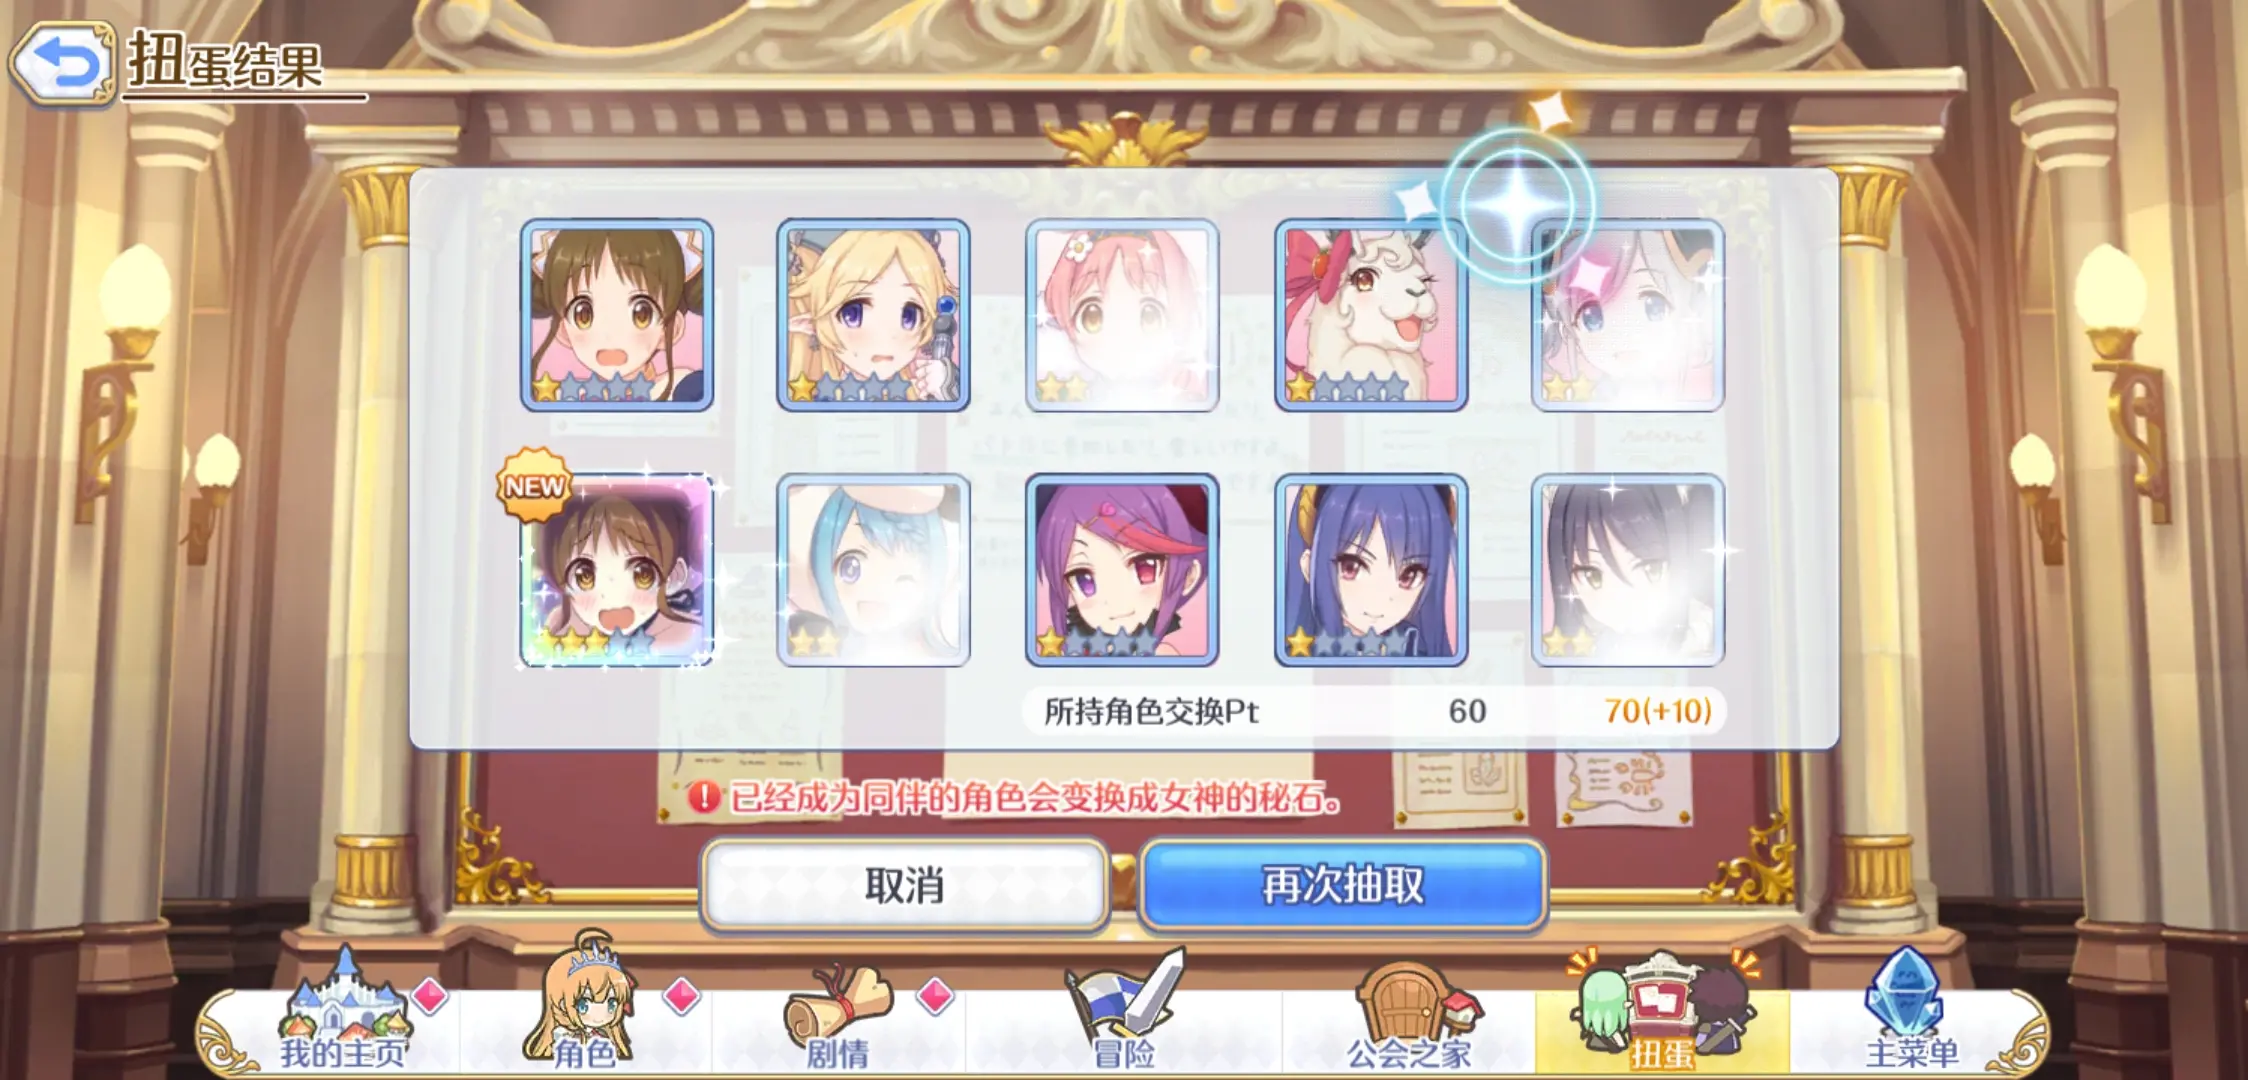 扭蛋结果
NEW
所持角色交换Pt 60 70(+10)
! 已经成为同伴的角色会变换成女神的秘石。
取消 再次抽取
我的主页 角色 剧情 冒险 公会之家 扭蛋 主菜单